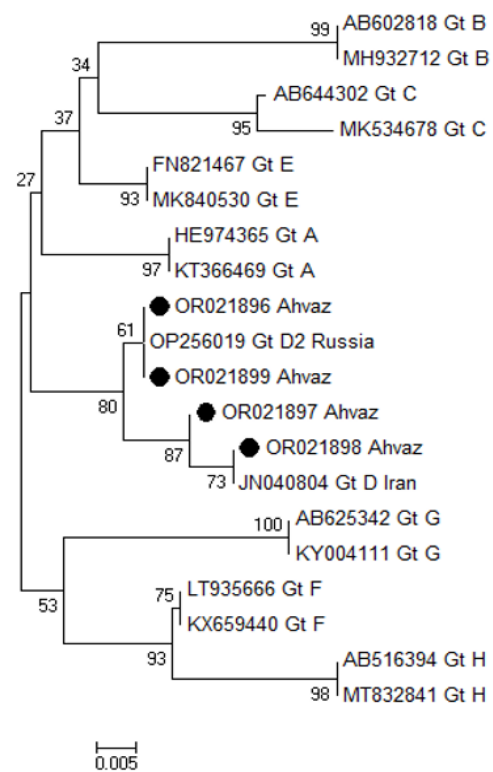 99
AB602818 Gt B
MH932712 Gt B
34
AB644302 Gt C
95
MK534678 Gt C
37
FN821467 Gt E
93
MK840530 Gt E
27
HE974365 Gt A
97
KT366469 Gt A
OR021896 Ahvaz
61
OP256019 Gt D2 Russia
OR021899 Ahvaz
80
OR021897 Ahvaz
87
OR021898 Ahvaz
73
JN040804 Gt D Iran
100
AB625342 Gt G
KY004111 Gt G
53
75
LT935666 Gt F
KX659440 Gt F
93
AB516394 Gt H
98
MT832841 Gt H
0.005